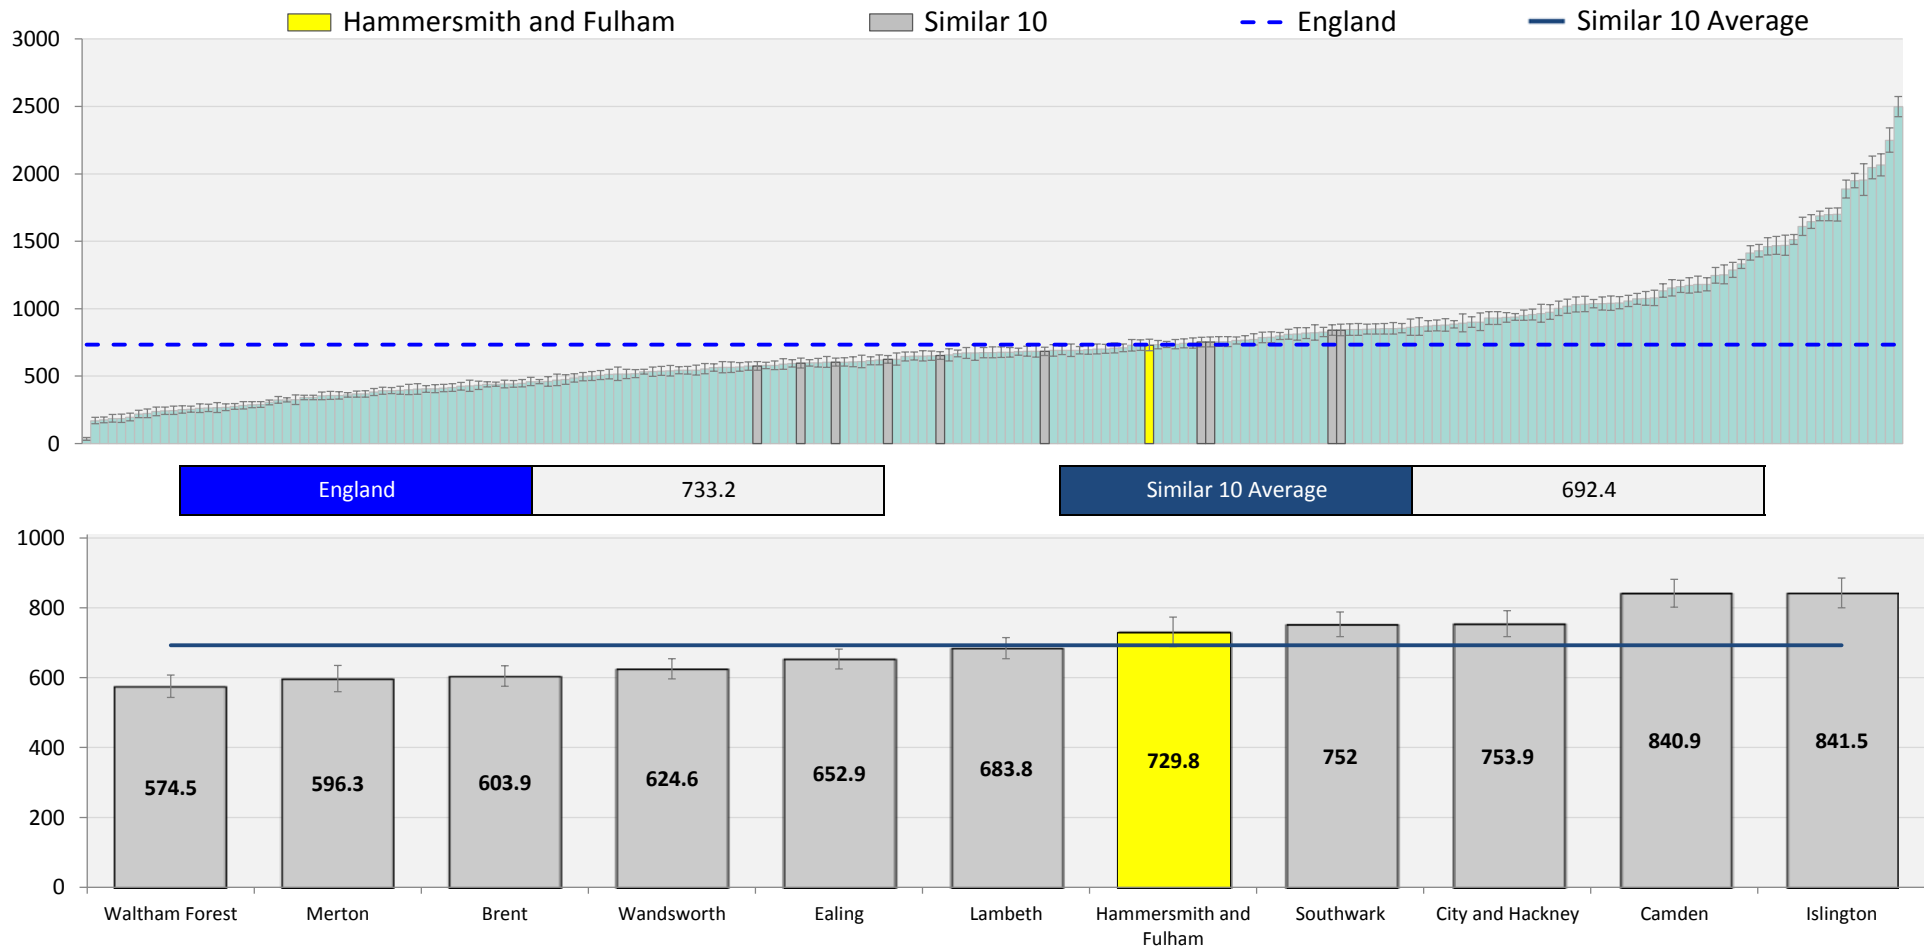 Hammersmith and Fulham Similar 10 England Similar 10 Average
3000
2500
2000
1500
1000
500
0
England 733.2 Similar 10 Average 692.4
1000
800
600
400
200
0
574.5 596.3 603.9 624.6 652.9 683.8 729.8 752 753.9 840.9 841.5
Waltham Forest Merton Brent Wandsworth Ealing Lambeth Hammersmith and Southwark City and Hackney Camden Islington
Fulham